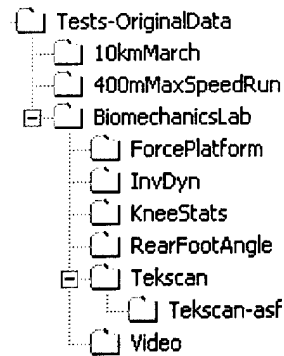 Tests-OriginalData
10kmMarch
400mMaxSpeedRun
BiomechanicsLab
ForcePlatform
InvDyn
KneeStats
RearFootAngle
Tekscan
Tekscan-asf
Video